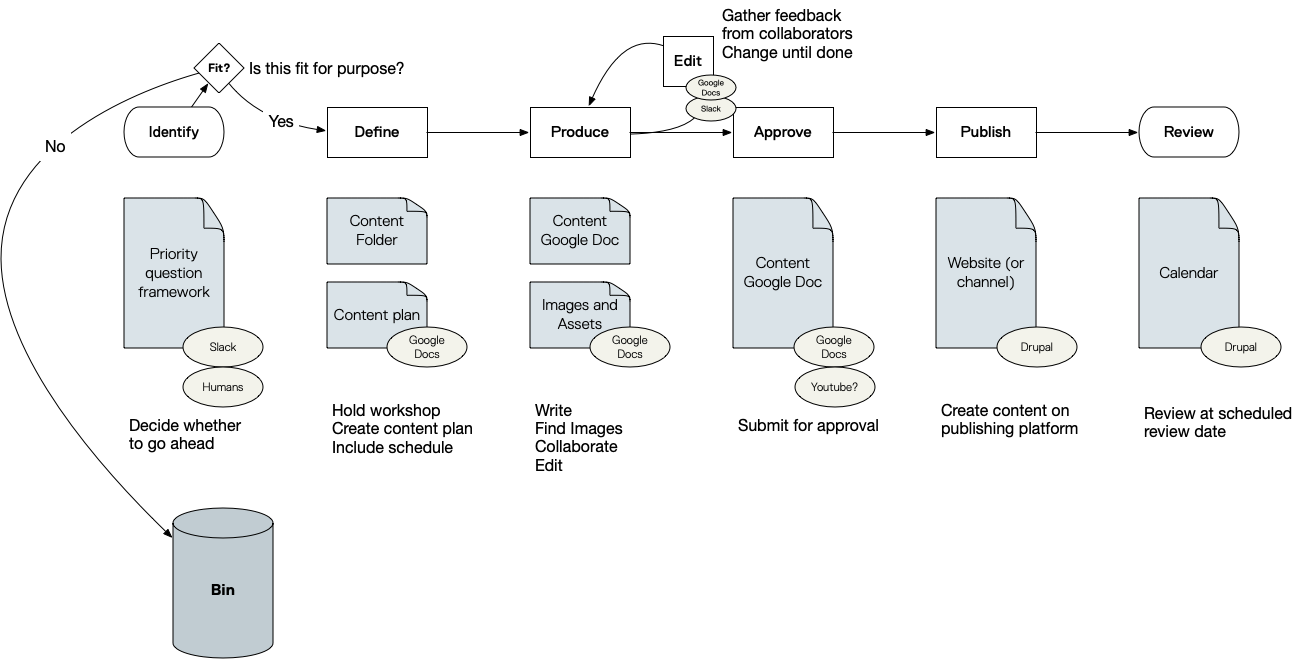 Gather feedback
from collaborators
Change until done
Edit
Google
Docs
Slack
Fit?
Is this fit for purpose?
No
Yes
Identify
Define
Produce
Approve
Publish
Review
Priority
question
framework
Slack
Humans
Decide whether
to go ahead
Content
Folder
Content plan
Google
Docs
Hold workshop
Create content plan
Include schedule
Content
Google Doc
Images and
Assets
Google
Docs
Write
Find Images
Collaborate
Edit
Content
Google Doc
Google
Docs
Youtube?
Submit for approval
Website (or
channel)
Drupal
Create content on
publishing platform
Calendar
Drupal
Review at scheduled
review date
Bin